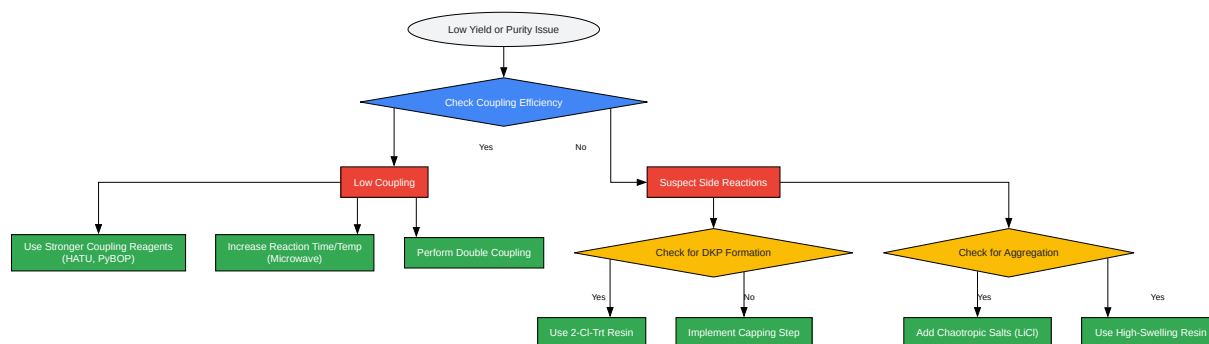 Low Yield or Purity Issue
Check Coupling Efficiency
Yes
No
Low Coupling
Suspect Side Reactions
Use Stronger Coupling Reagents
(HATU, PyBOP)
Increase Reaction Time/Temp
(Microwave)
Perform Double Coupling
Check for DKP Formation
Check for Aggregation
Yes
No
Yes
Yes
Use 2-Cl-Trt Resin
Implement Capping Step
Add Chaotropic Salts (LiCl)
Use High-Swelling Resin